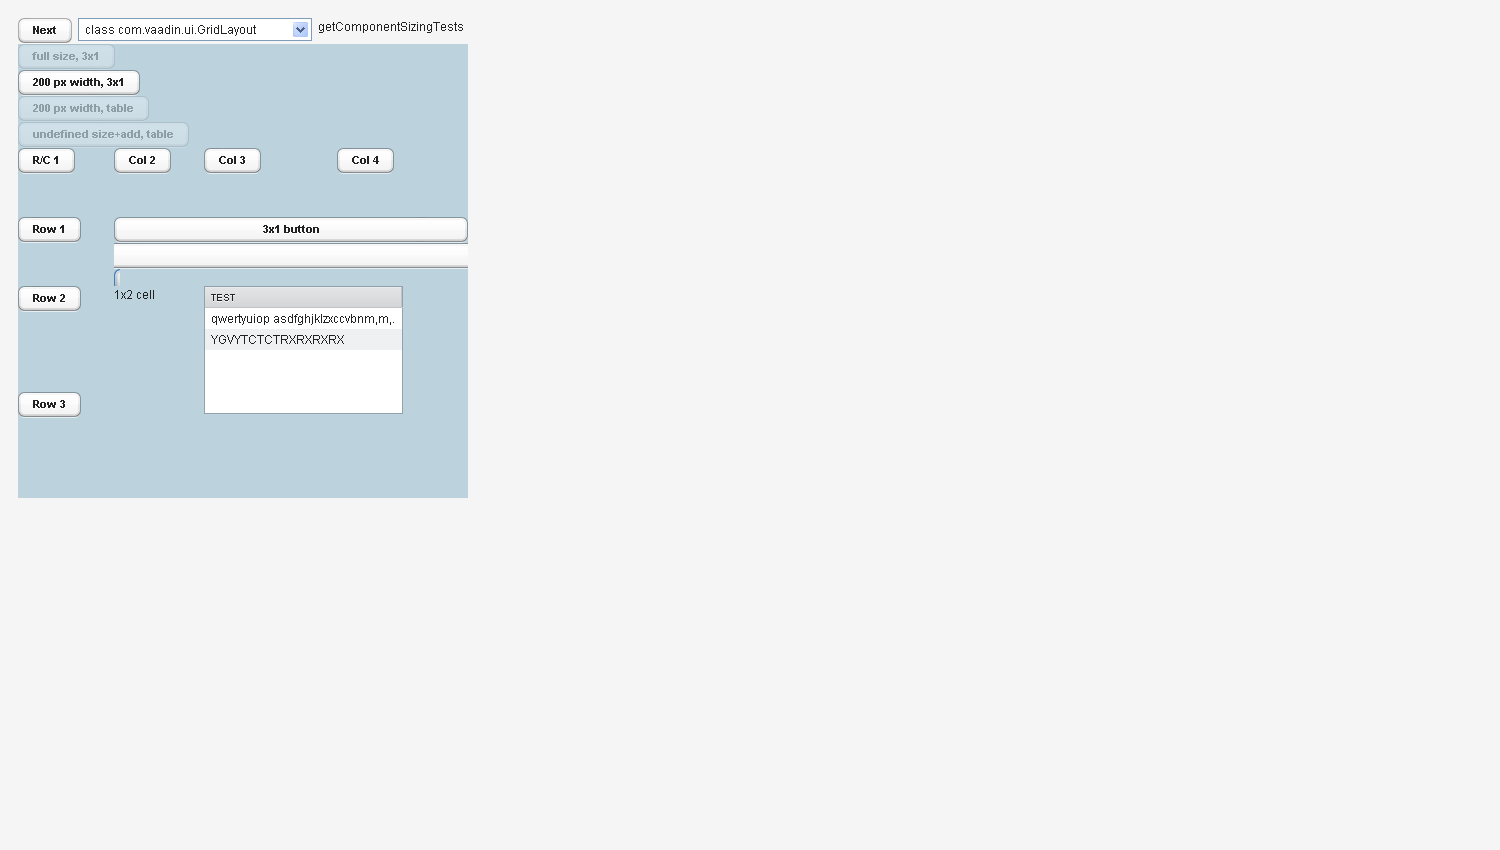 Next class com.vaadin.ui.GridLayout getComponentSizingTests
full size, 3x1
200 px width, 3x1
200 px width, table
undefined size+add, table
R/C 1 Col 2 Col 3 Col 4
Row 1 3x1 button
Row 2 1x2 cell TEST
qwertyuiop asdfghjklzxccvbnm,m,.
YGVYTCTCTRXRXRXRX
Row 3